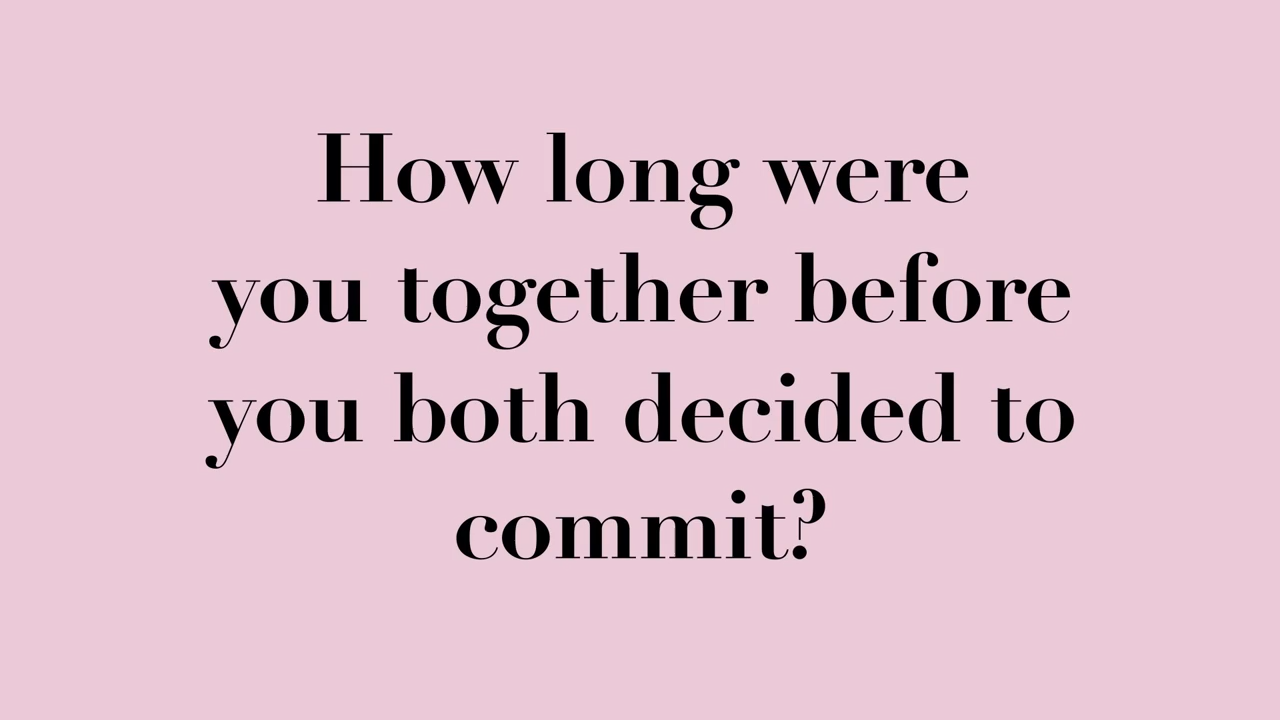 How long were
you together before
you both decided to
commit?